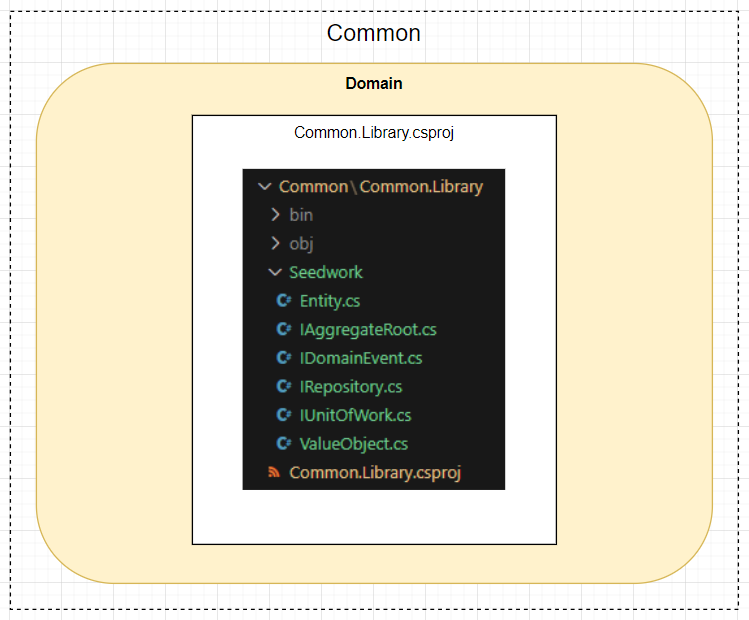 Common
Domain
Common.Library.csproj
Common\Common.Library
bin
obj
Seedwork
C# Entity.cs
C# IAggregateRoot.cs
C# IDomainEvent.cs
C# IRepository.cs
C# IUnitOfWork.cs
C# ValueObject.cs
Common.Library.csproj